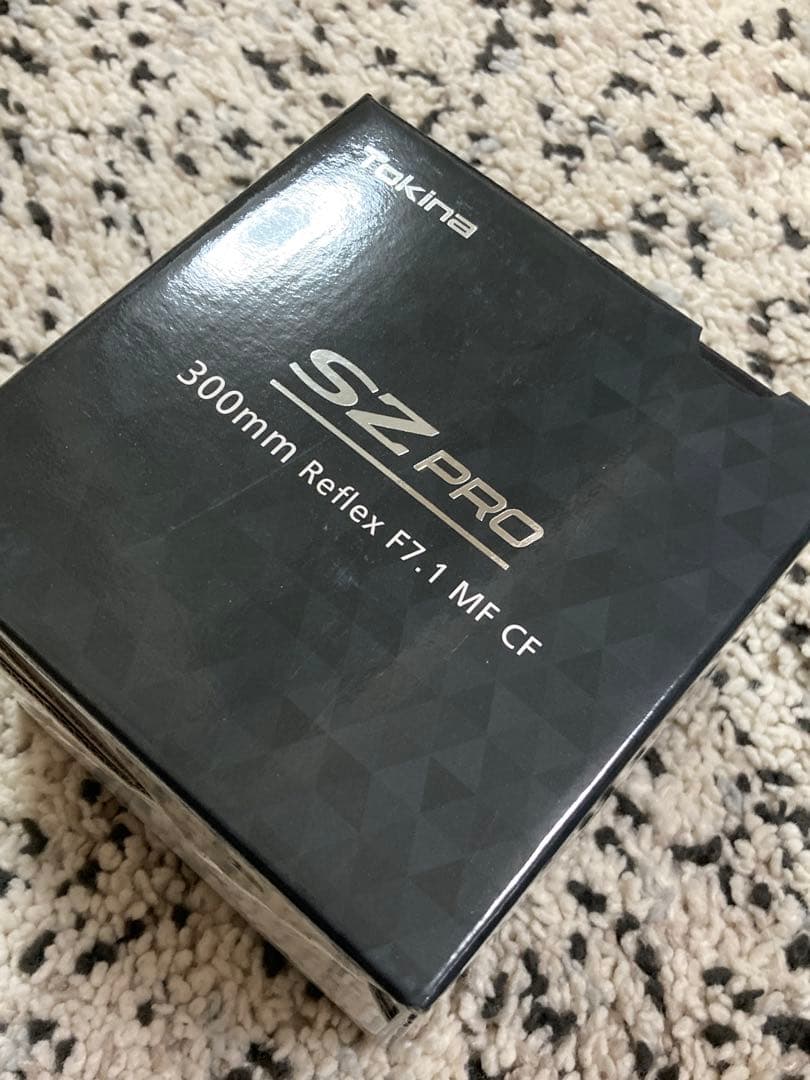 Tokina
SZ PRO
300mm Reflex F7.1 MF CF